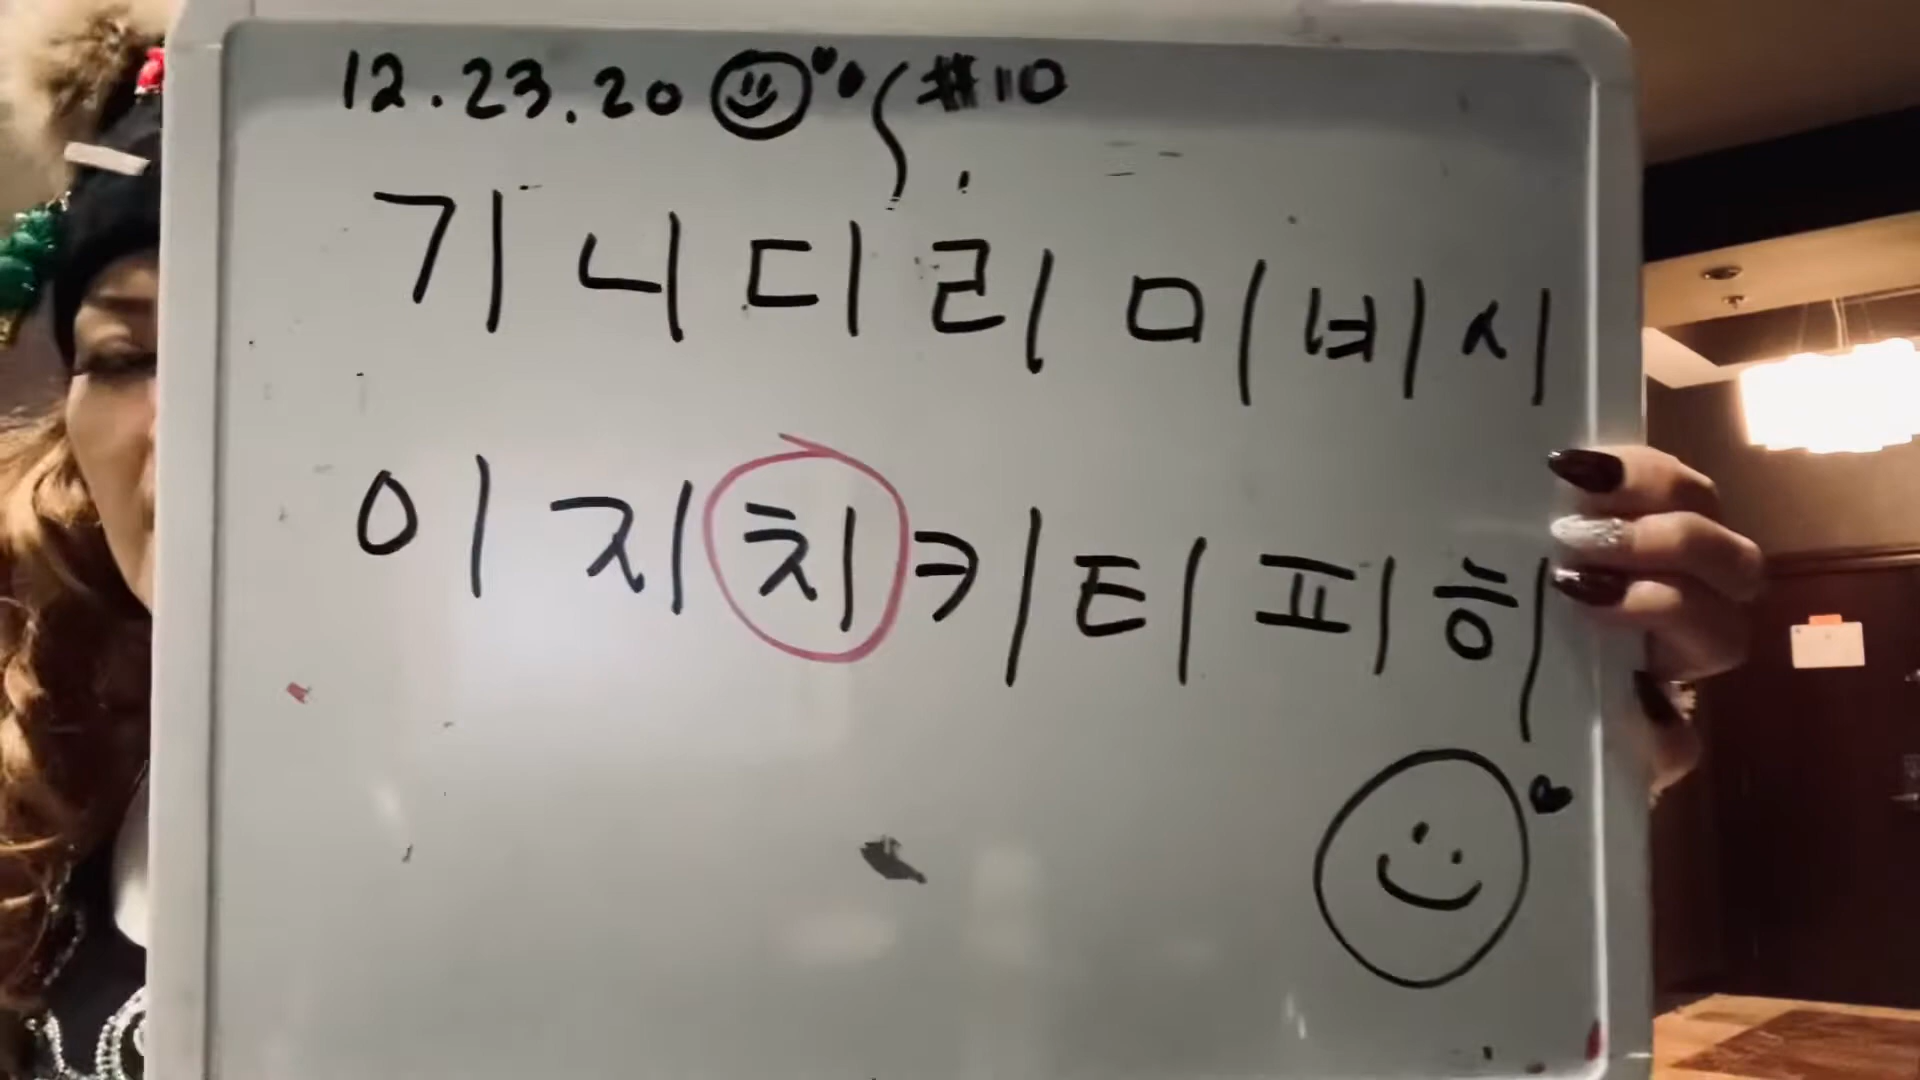 12.23.20 #10
기 니 디 리 미 비 시
이 지 치 키 티 피 히